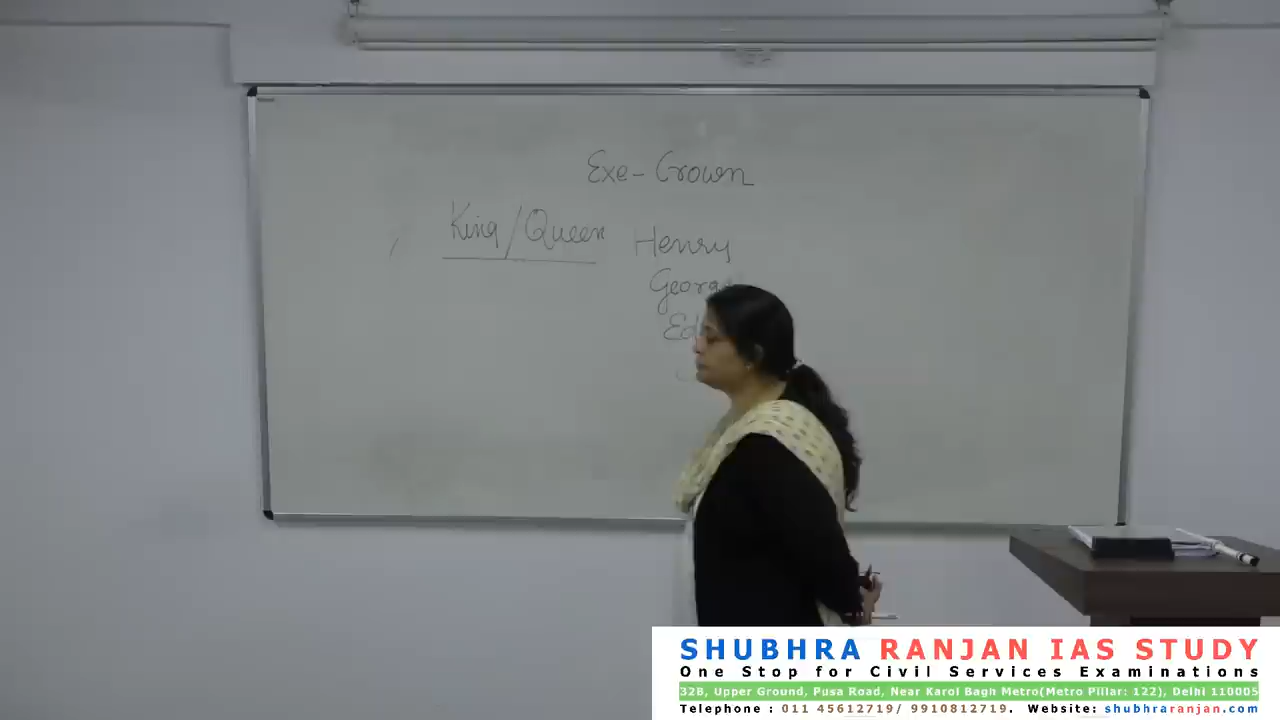 Exe - Crown
King/Queen Henry
SHUBHRA RANJAN IAS STUDY
One Stop for Civil Services Examinations
32B, Upper Ground, Pusa Road, Near Karol Bagh Metro(Metro Pillar: 122), Delhi 110005
Telephone : 011 45612719/ 9910812719. Website: shubhraranjan.com